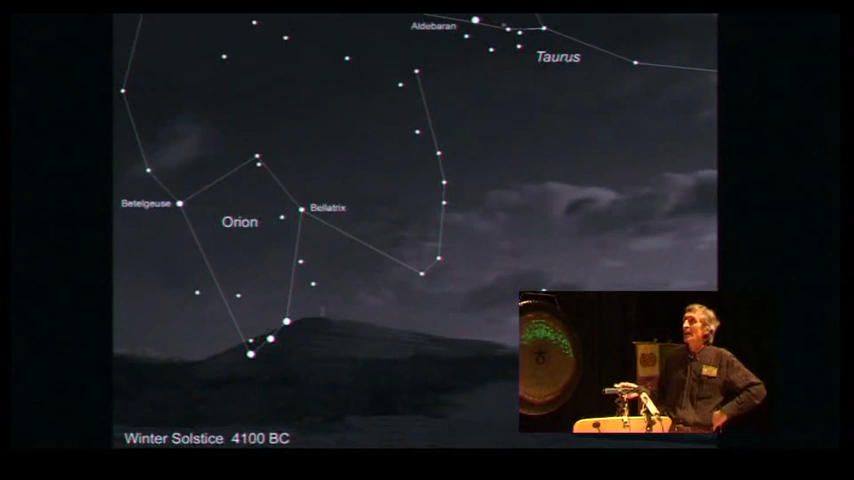 Aldebaran
Taurus
Betelgeuse
Bellatrix
Orion
Winter Solstice 4100 BC